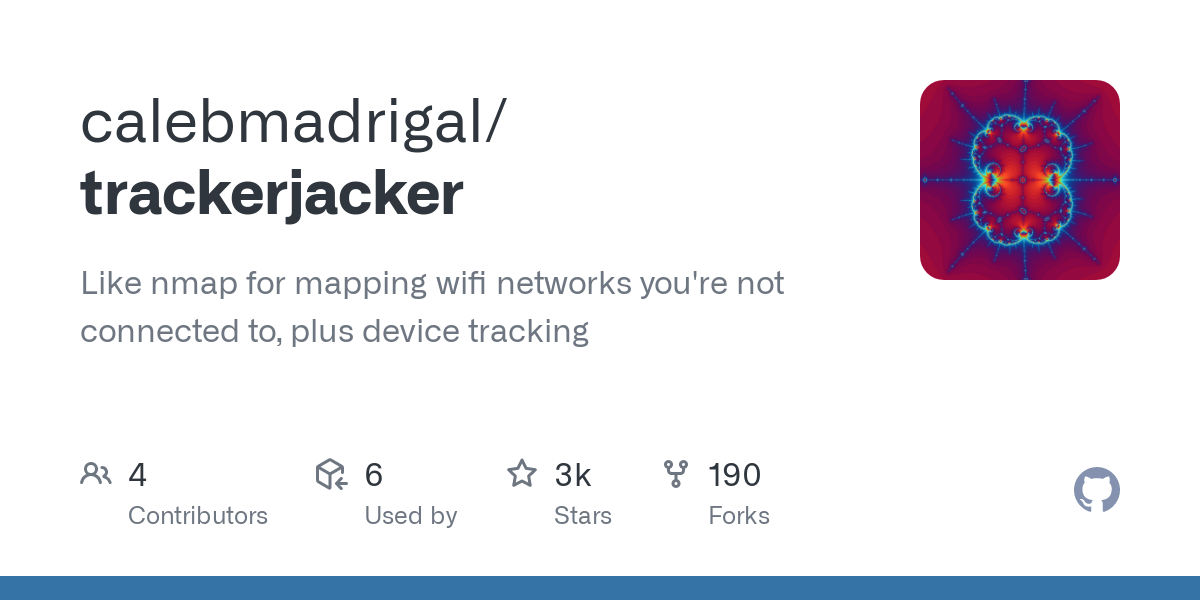 calebmadrigal/
trackerjacker
Like nmap for mapping wifi networks you're not
connected to, plus device tracking
4
Contributors
6
Used by
3k
Stars
190
Forks